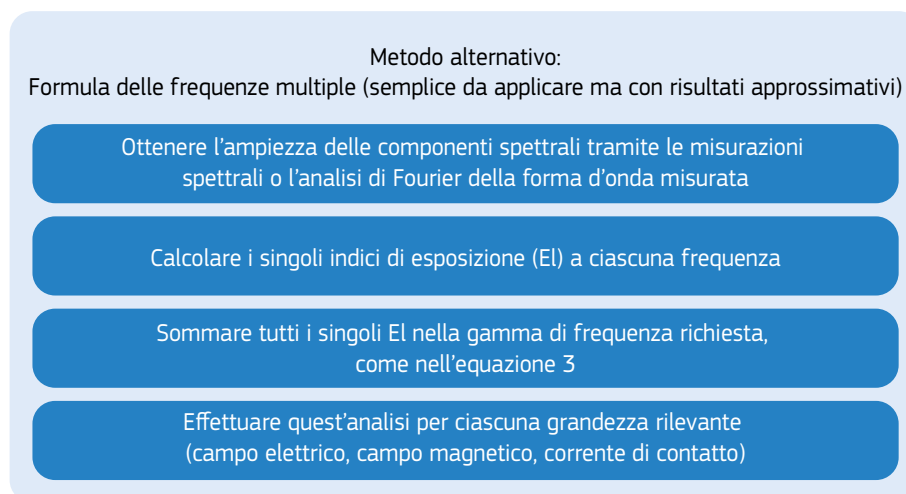 Metodo alternativo:
Formula delle frequenze multiple (semplice da applicare ma con risultati approssimativi)
Ottenere l'ampiezza delle componenti spettrali tramite le misurazioni
spettrali o l'analisi di Fourier della forma d'onda misurata
Calcolare i singoli indici di esposizione (El) a ciascuna frequenza
Sommare tutti i singoli El nella gamma di frequenza richiesta,
come nell'equazione 3
Effettuare quest'analisi per ciascuna grandezza rilevante
(campo elettrico, campo magnetico, corrente di contatto)